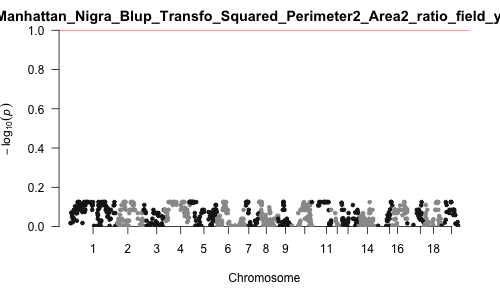 Manhattan_Nigra_Blup_Transfo_Squared_Perimeter2_Area2_ratio_field_y
1.0
0.8
0.6
0.4
0.2
0.0
−log10(p)
1 2 3 4 5 6 7 8 9 11 14 16 18
Chromosome